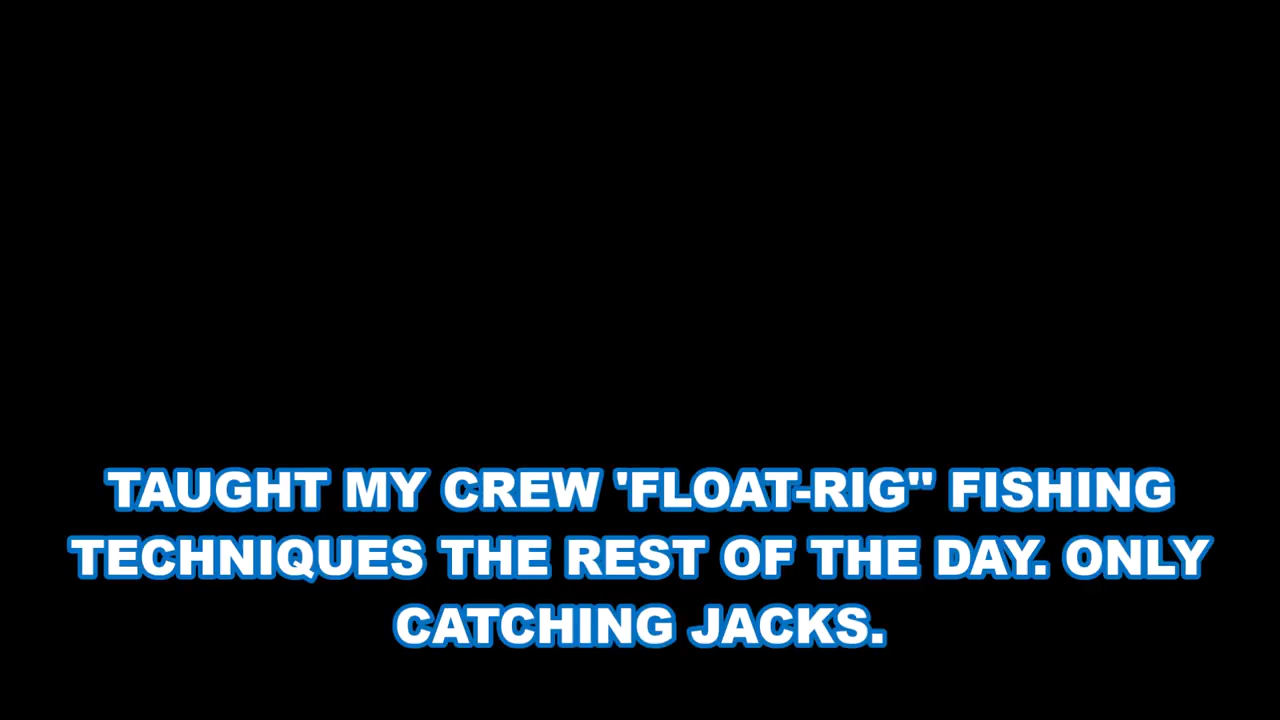 TAUGHT MY CREW 'FLOAT-RIG" FISHING
TECHNIQUES THE REST OF THE DAY. ONLY
CATCHING JACKS.